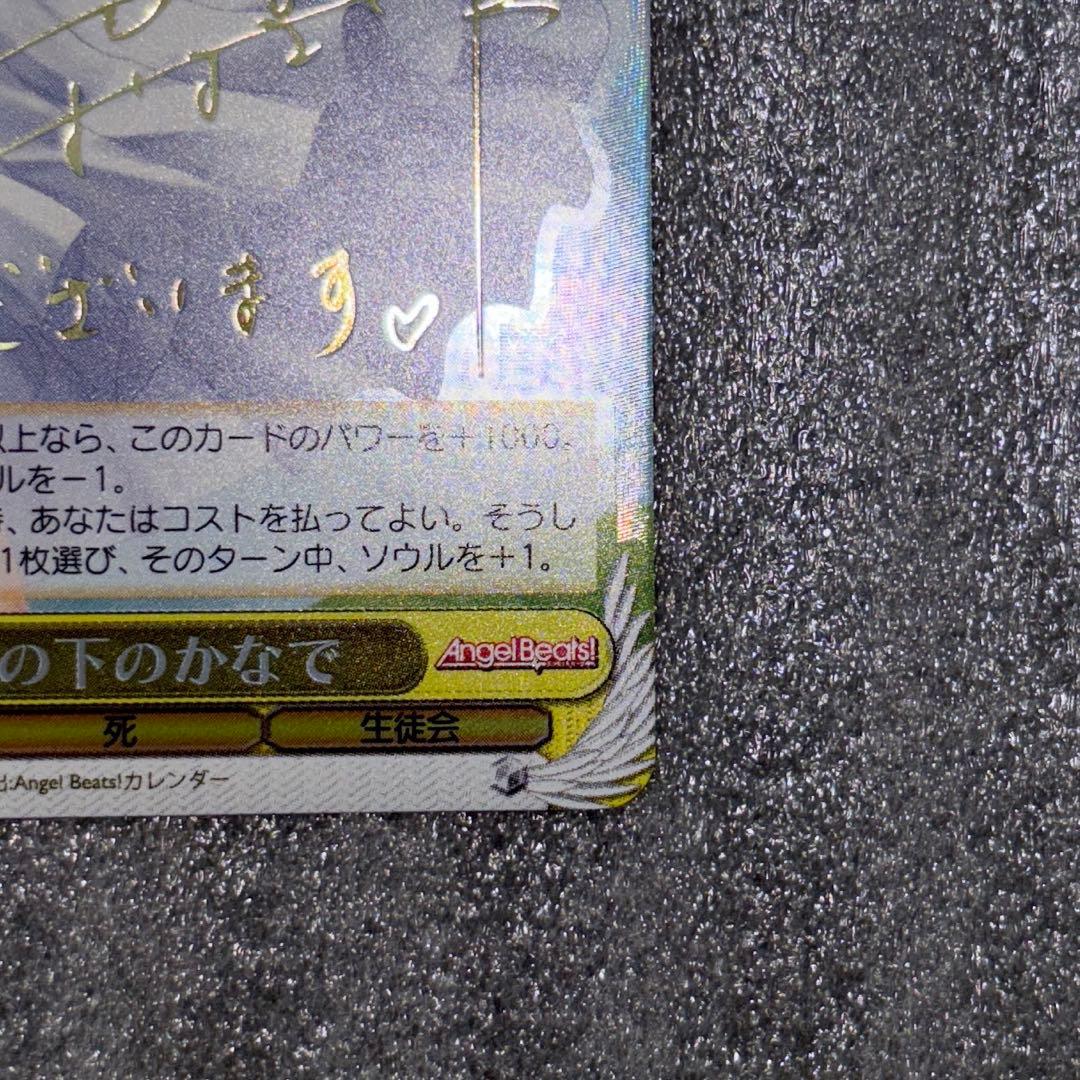 ございます♡
以上なら、このカードのパワーを＋1000。
ルを－1。
時、あなたはコストを払ってよい。そうし
1枚選び、そのターン中、ソウルを＋1。
の下のかなで
Angel Beats!
死
生徒会
出:Angel Beats!カレンダー